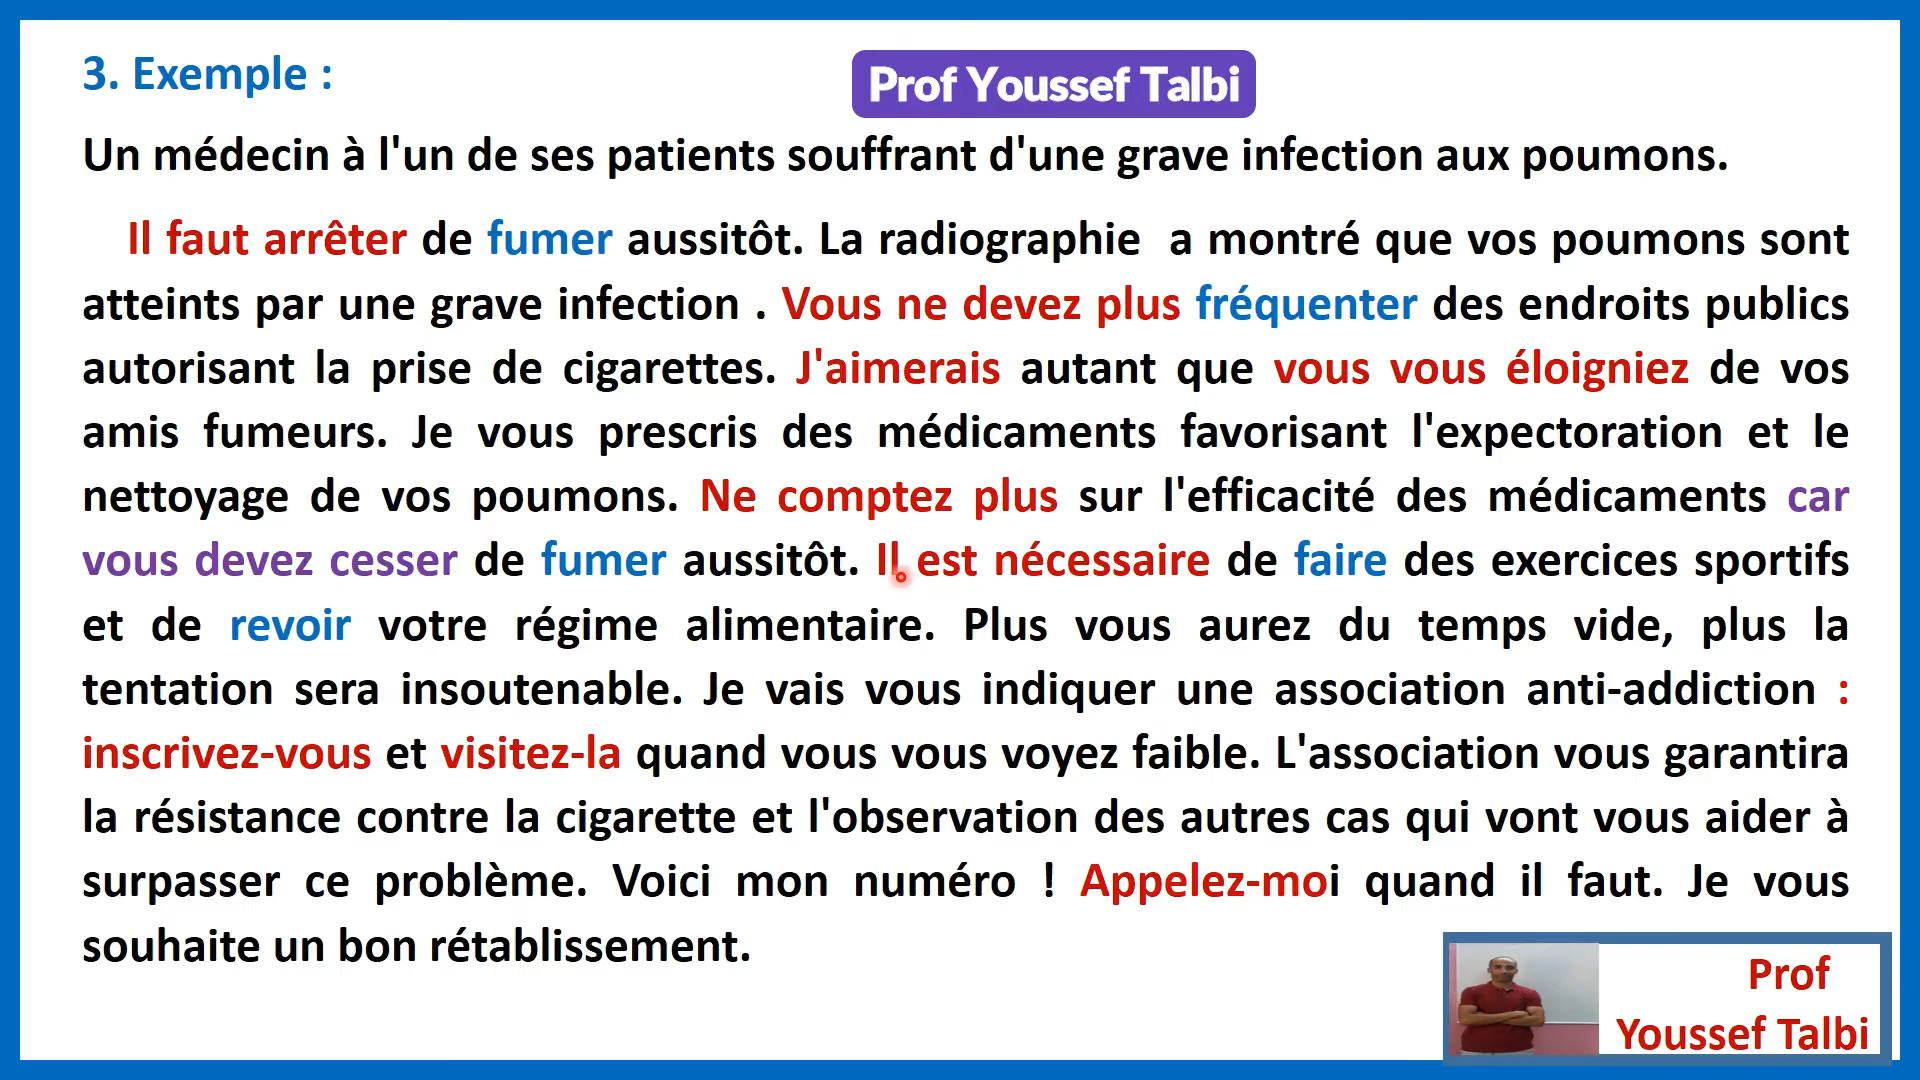 3. Exemple :
Prof Youssef Talbi
Un médecin à l'un de ses patients souffrant d'une grave infection aux poumons.
Il faut arrêter de fumer aussitôt. La radiographie a montré que vos poumons sont
atteints par une grave infection . Vous ne devez plus fréquenter des endroits publics
autorisant la prise de cigarettes. J'aimerais autant que vous vous éloigniez de vos
amis fumeurs. Je vous prescris des médicaments favorisant l'expectoration et le
nettoyage de vos poumons. Ne comptez plus sur l'efficacité des médicaments car
vous devez cesser de fumer aussitôt. Il est nécessaire de faire des exercices sportifs
et de revoir votre régime alimentaire. Plus vous aurez du temps vide, plus la
tentation sera insoutenable. Je vais vous indiquer une association anti-addiction :
inscrivez-vous et visitez-la quand vous vous voyez faible. L'association vous garantira
la résistance contre la cigarette et l'observation des autres cas qui vont vous aider à
surpasser ce problème. Voici mon numéro ! Appelez-moi quand il faut. Je vous
souhaite un bon rétablissement.
Prof
Youssef Talbi